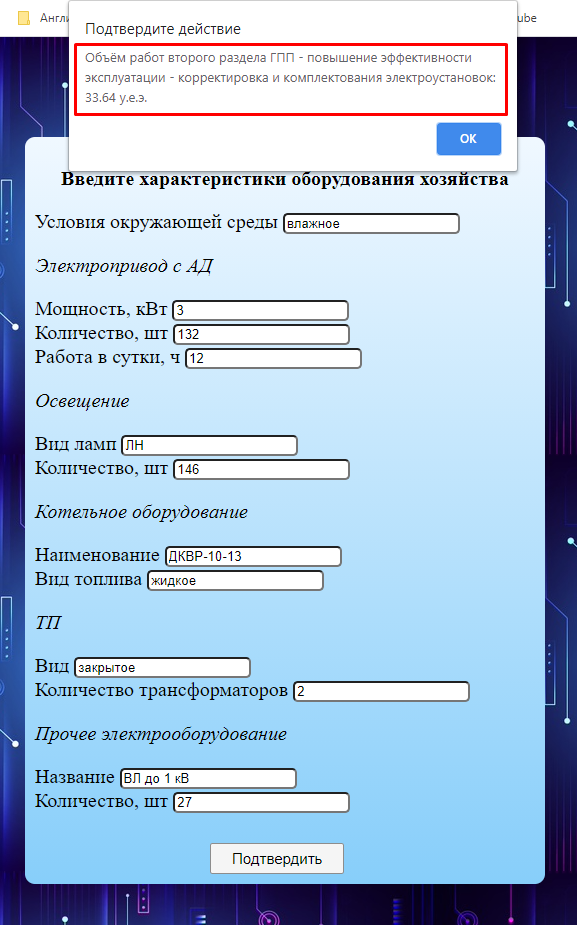 Англи
ube
Подтвердите действие
Объём работ второго раздела ГПП - повышение эффективности
эксплуатации - корректировка и комплектования электроустановок:
33.64 у.е.э.
ОК
Введите характеристики оборудования хозяйства
Условия окружающей среды влажное
Электропривод с АД
Мощность, кВт 3
Количество, шт 132
Работа в сутки, ч 12
Освещение
Вид ламп ЛН
Количество, шт 146
Котельное оборудование
Наименование ДКВР-10-13
Вид топлива жидкое
ТП
Вид закрытое
Количество трансформаторов 2
Прочее электрооборудование
Название ВЛ до 1 кВ
Количество, шт 27
Подтвердить